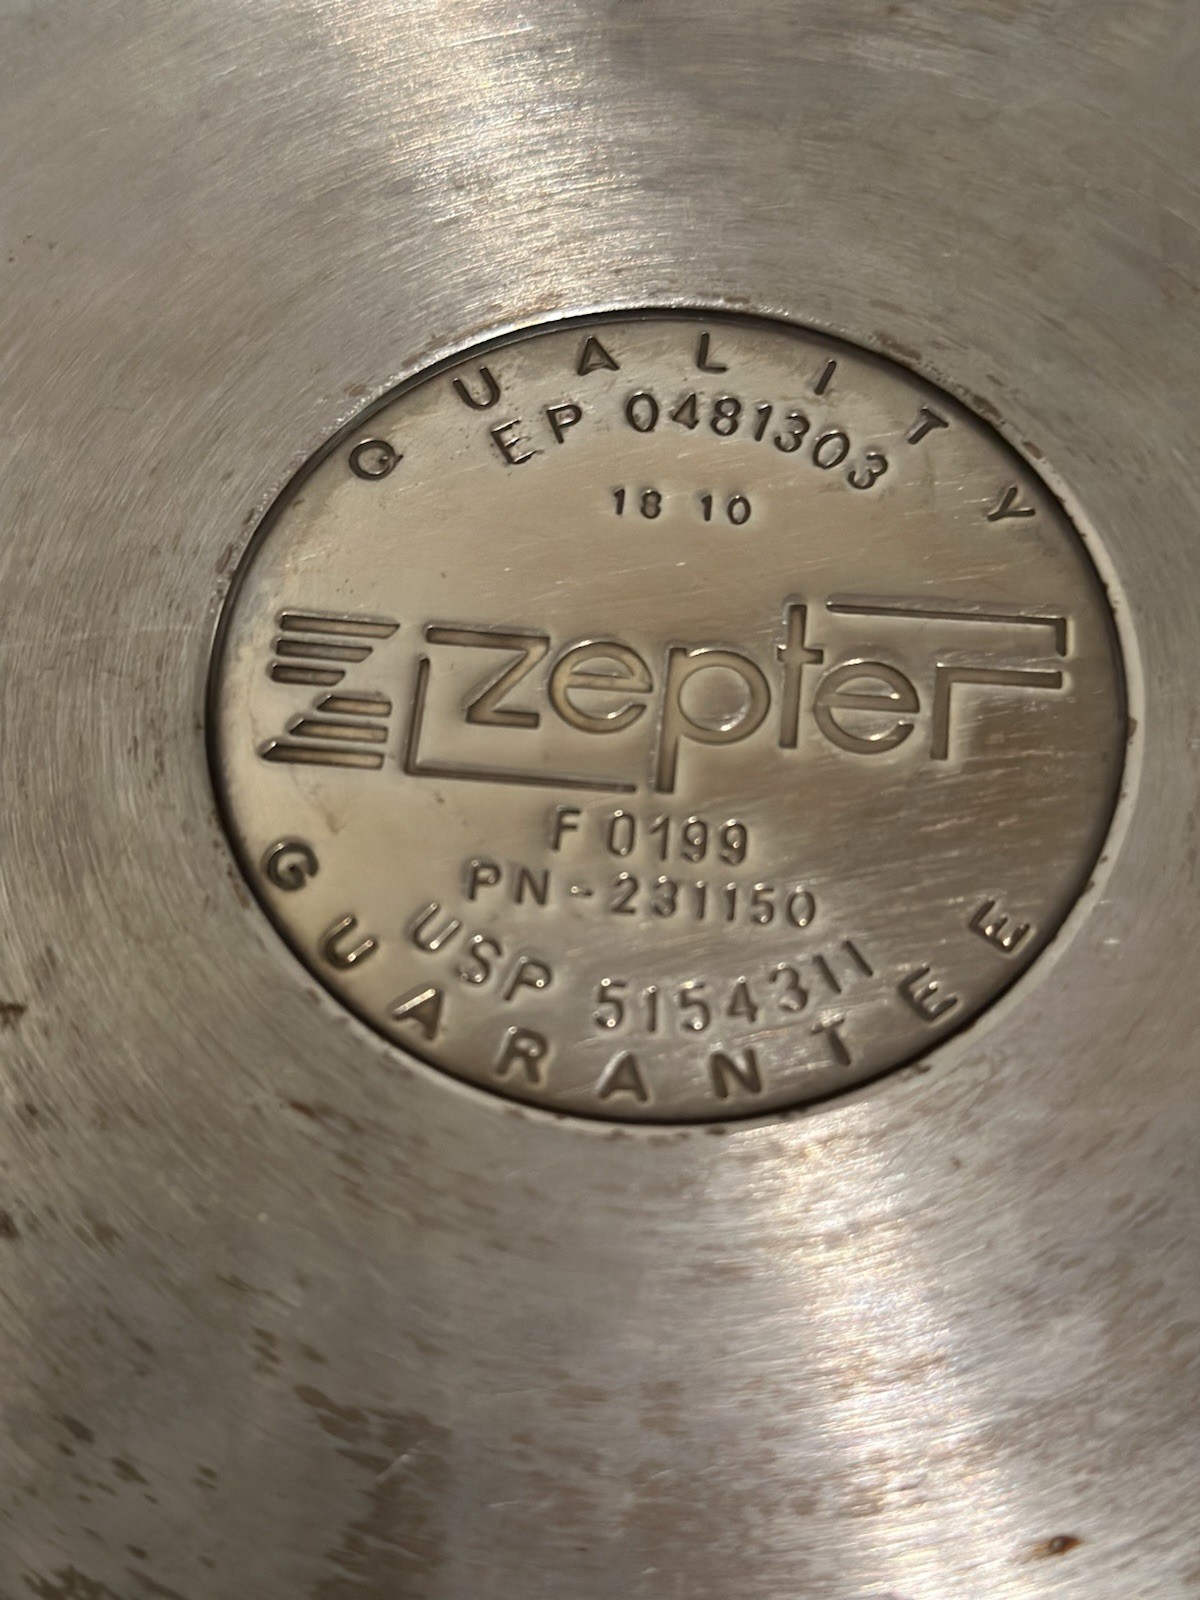 QUALITY
EP 0481303
18 10
zepter
F 0199
PN-231150
USP 5154311
GUARANTEE